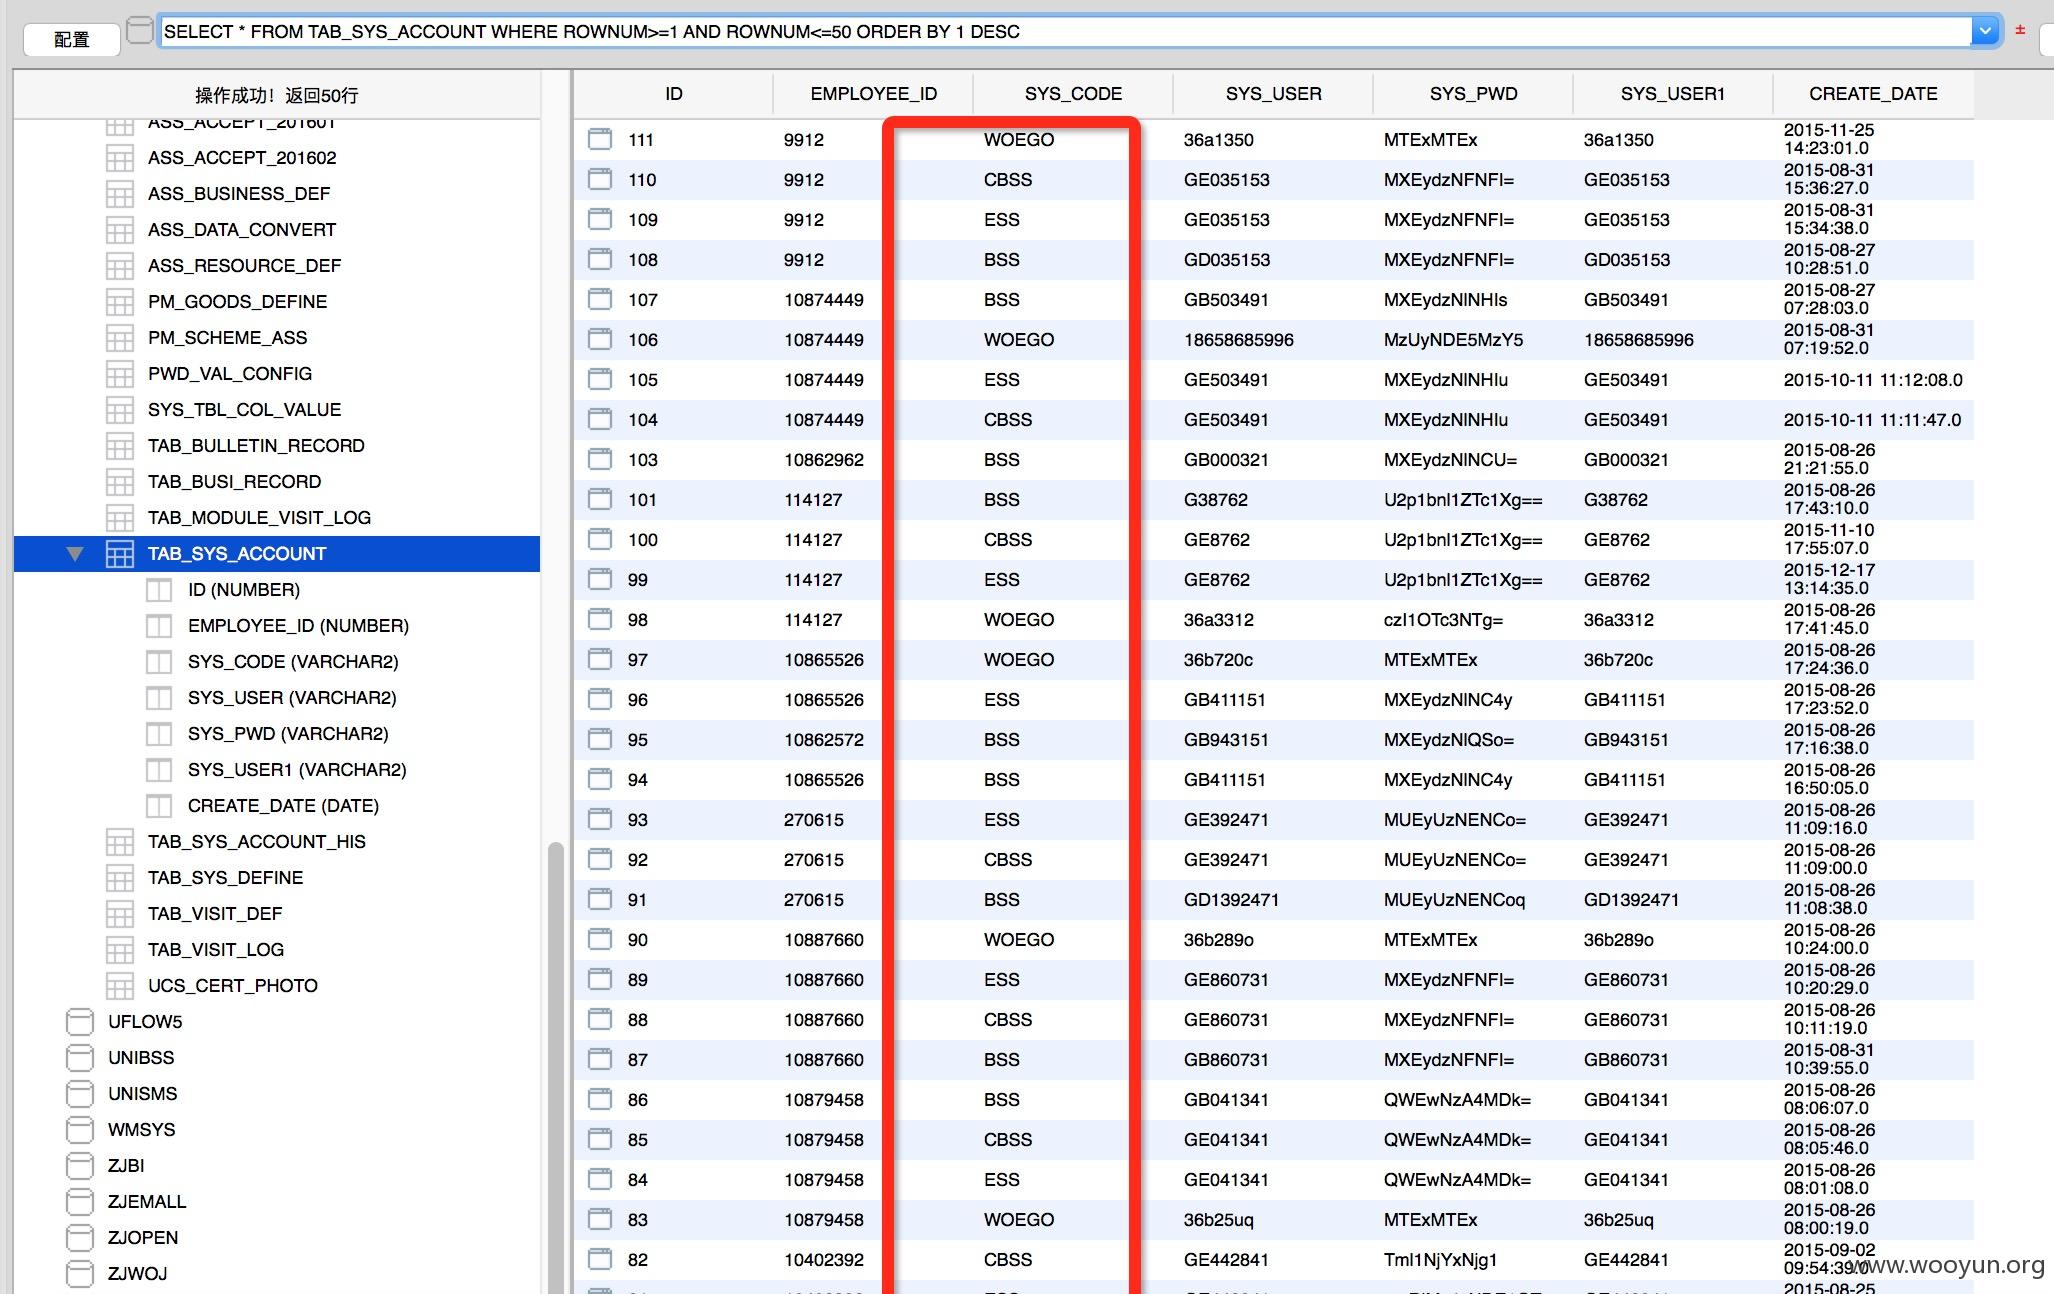 配置
SELECT * FROM TAB_SYS_ACCOUNT WHERE ROWNUM>=1 AND ROWNUM<=50 ORDER BY 1 DESC
±
操作成功！返回50行
ASS_ACCEPT_201601
ASS_ACCEPT_201602
ASS_BUSINESS_DEF
ASS_DATA_CONVERT
ASS_RESOURCE_DEF
PM_GOODS_DEFINE
PM_SCHEME_ASS
PWD_VAL_CONFIG
SYS_TBL_COL_VALUE
TAB_BULLETIN_RECORD
TAB_BUSI_RECORD
TAB_MODULE_VISIT_LOG
TAB_SYS_ACCOUNT
ID (NUMBER)
EMPLOYEE_ID (NUMBER)
SYS_CODE (VARCHAR2)
SYS_USER (VARCHAR2)
SYS_PWD (VARCHAR2)
SYS_USER1 (VARCHAR2)
CREATE_DATE (DATE)
TAB_SYS_ACCOUNT_HIS
TAB_SYS_DEFINE
TAB_VISIT_DEF
TAB_VISIT_LOG
UCS_CERT_PHOTO
UFLOW5
UNIBSS
UNISMS
WMSYS
ZJBI
ZJEMALL
ZJOPEN
ZJWOJ
ID EMPLOYEE_ID SYS_CODE SYS_USER SYS_PWD SYS_USER1 CREATE_DATE
111 9912 WOEGO 36a1350 MTExMTEx 36a1350 2015-11-25 14:23:01.0
110 9912 CBSS GE035153 MXEydzNFNFI= GE035153 2015-08-31 15:36:27.0
109 9912 ESS GE035153 MXEydzNFNFI= GE035153 2015-08-31 15:34:38.0
108 9912 BSS GD035153 MXEydzNFNFI= GD035153 2015-08-27 10:28:51.0
107 10874449 BSS GB503491 MXEydzNlNHIs GB503491 2015-08-27 07:28:03.0
106 10874449 WOEGO 18658685996 MzUyNDE5MzY5 18658685996 2015-08-31 07:19:52.0
105 10874449 ESS GE503491 MXEydzNlNHIu GE503491 2015-10-11 11:12:08.0
104 10874449 CBSS GE503491 MXEydzNlNHIu GE503491 2015-10-11 11:11:47.0
103 10862962 BSS GB000321 MXEydzNlNCU= GB000321 2015-08-26 21:21:55.0
101 114127 BSS G38762 U2p1bnl1ZTc1Xg== G38762 2015-08-26 17:43:10.0
100 114127 CBSS GE8762 U2p1bnl1ZTc1Xg== GE8762 2015-11-10 17:55:07.0
99 114127 ESS GE8762 U2p1bnl1ZTc1Xg== GE8762 2015-12-17 13:14:35.0
98 114127 WOEGO 36a3312 czI1OTc3NTg= 36a3312 2015-08-26 17:41:45.0
97 10865526 WOEGO 36b720c MTExMTEx 36b720c 2015-08-26 17:24:36.0
96 10865526 ESS GB411151 MXEydzNlNC4y GB411151 2015-08-26 17:23:52.0
95 10862572 BSS GB943151 MXEydzNlQSo= GB943151 2015-08-26 17:16:38.0
94 10865526 BSS GB411151 MXEydzNlNC4y GB411151 2015-08-26 16:50:05.0
93 270615 ESS GE392471 MUEyUzNENCo= GE392471 2015-08-26 11:09:16.0
92 270615 CBSS GE392471 MUEyUzNENCo= GE392471 2015-08-26 11:09:00.0
91 270615 BSS GD1392471 MUEyUzNENCoq GD1392471 2015-08-26 11:08:38.0
90 10887660 WOEGO 36b289o MTExMTEx 36b289o 2015-08-26 10:24:00.0
89 10887660 ESS GE860731 MXEydzNFNFI= GE860731 2015-08-26 10:20:29.0
88 10887660 CBSS GE860731 MXEydzNFNFI= GE860731 2015-08-26 10:11:19.0
87 10887660 BSS GB860731 MXEydzNFNFI= GB860731 2015-08-31 10:39:55.0
86 10879458 BSS GB041341 QWEwNzA4MDk= GB041341 2015-08-26 08:06:07.0
85 10879458 CBSS GE041341 QWEwNzA4MDk= GE041341 2015-08-26 08:05:46.0
84 10879458 ESS GE041341 QWEwNzA4MDk= GE041341 2015-08-26 08:01:08.0
83 10879458 WOEGO 36b25uq MTExMTEx 36b25uq 2015-08-26 08:00:19.0
82 10402392 CBSS GE442841 Tml1NjYxNjg1 GE442841 2015-09-02 09:54:39.0
2015-08-25
www.wooyun.org